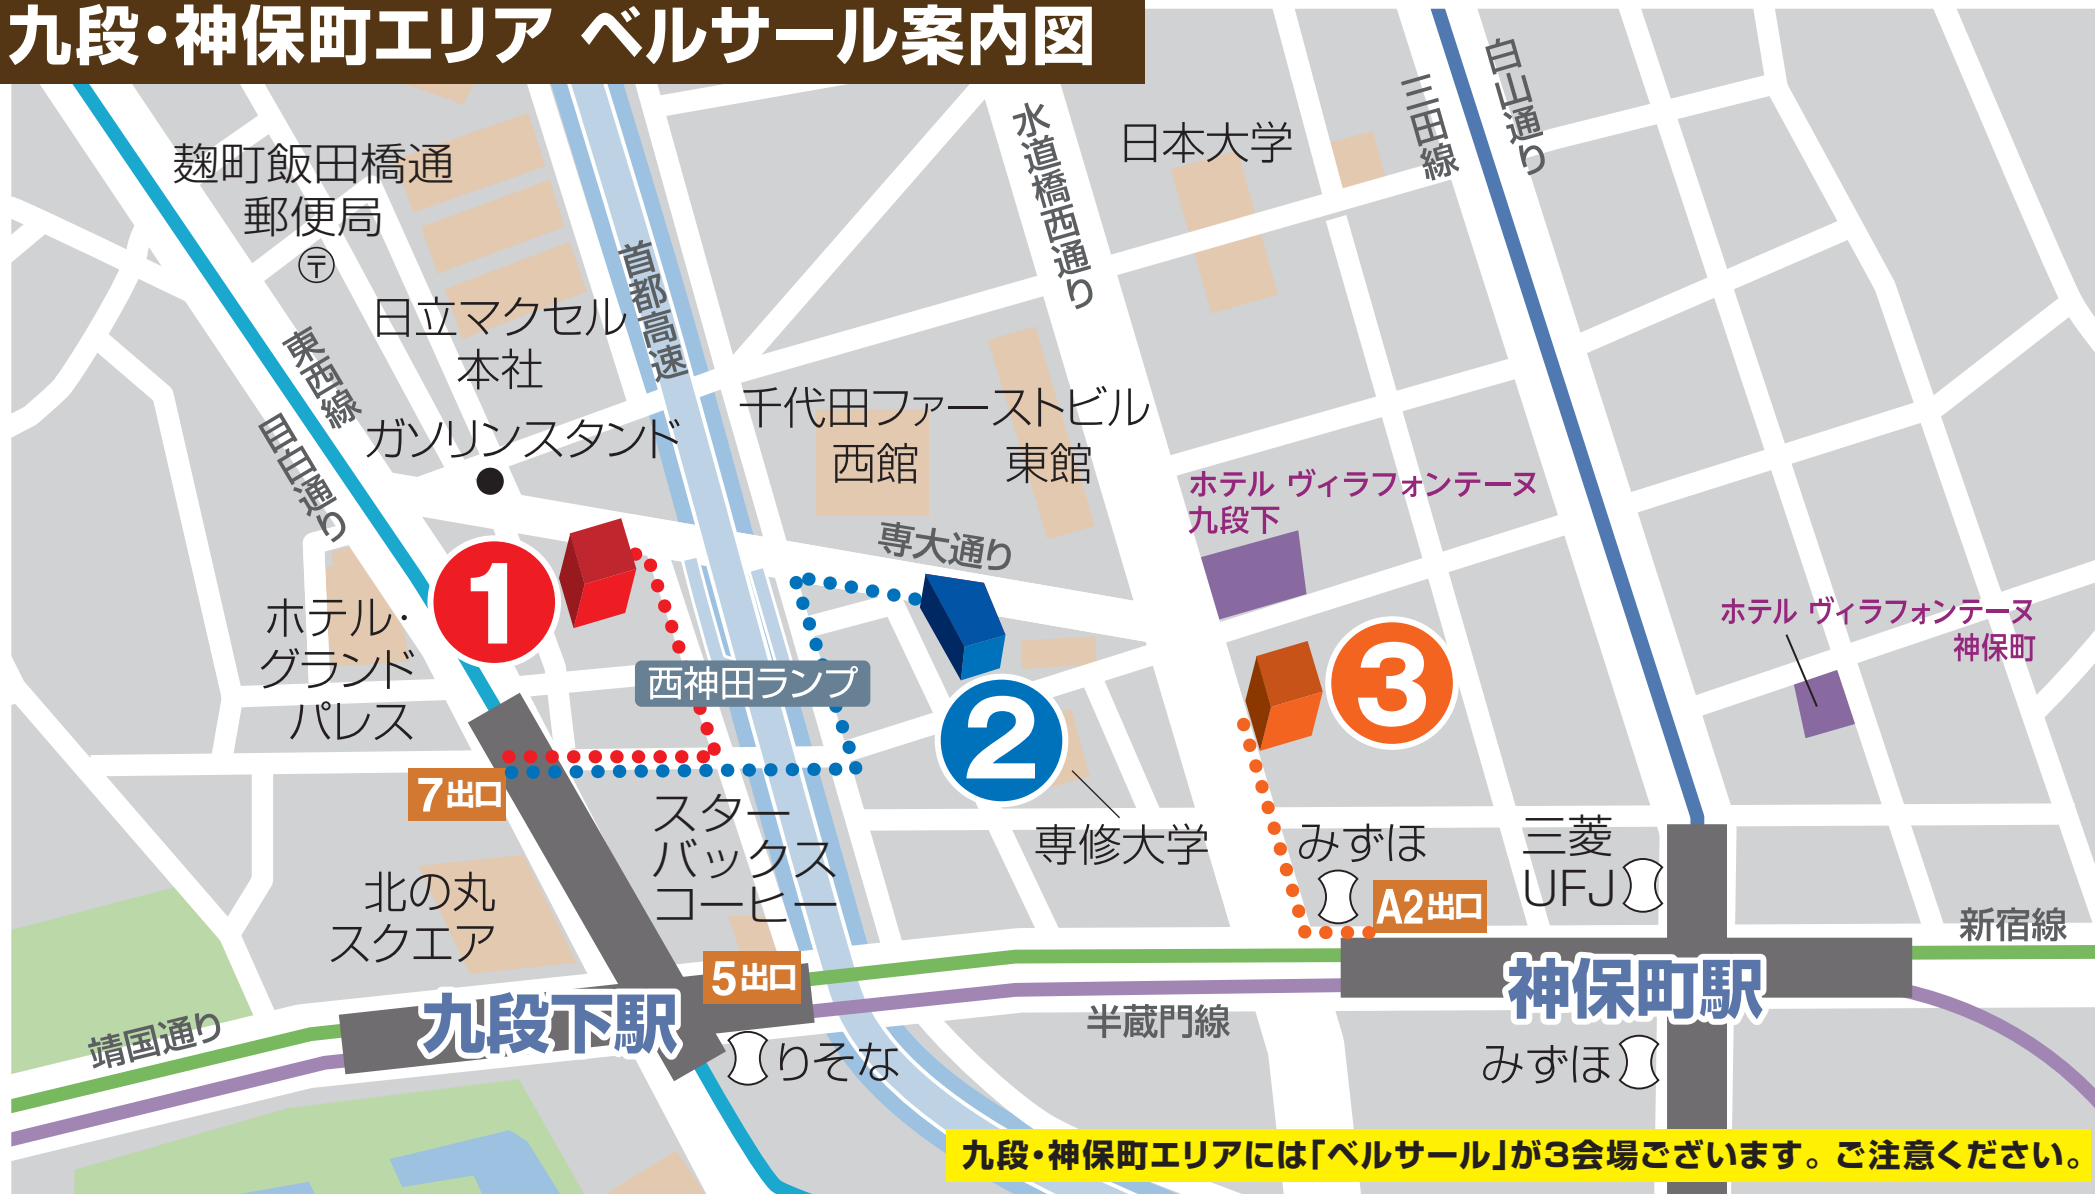 九段・神保町エリア ベルサール案内図
麹町飯田橋通
郵便局
〒
日立マクセル
本社
ガソリンスタンド
東西線
目白通り
首都高速
水道橋西通り
日本大学
三田線
白山通り
千代田ファーストビル
西館
東館
専大通り
ホテル ヴィラフォンテーヌ
九段下
ホテル ヴィラフォンテーヌ
神保町
1
ホテル・
グランド
パレス
西神田ランプ
2
3
7出口
スター
バックス
コーヒー
専修大学
みずほ
A2出口
三菱
UFJ
北の丸
スクエア
5出口
新宿線
神保町駅
九段下駅
靖国通り
りそな
半蔵門線
みずほ
九段・神保町エリアには「ベルサール」が3会場ございます。ご注意ください。